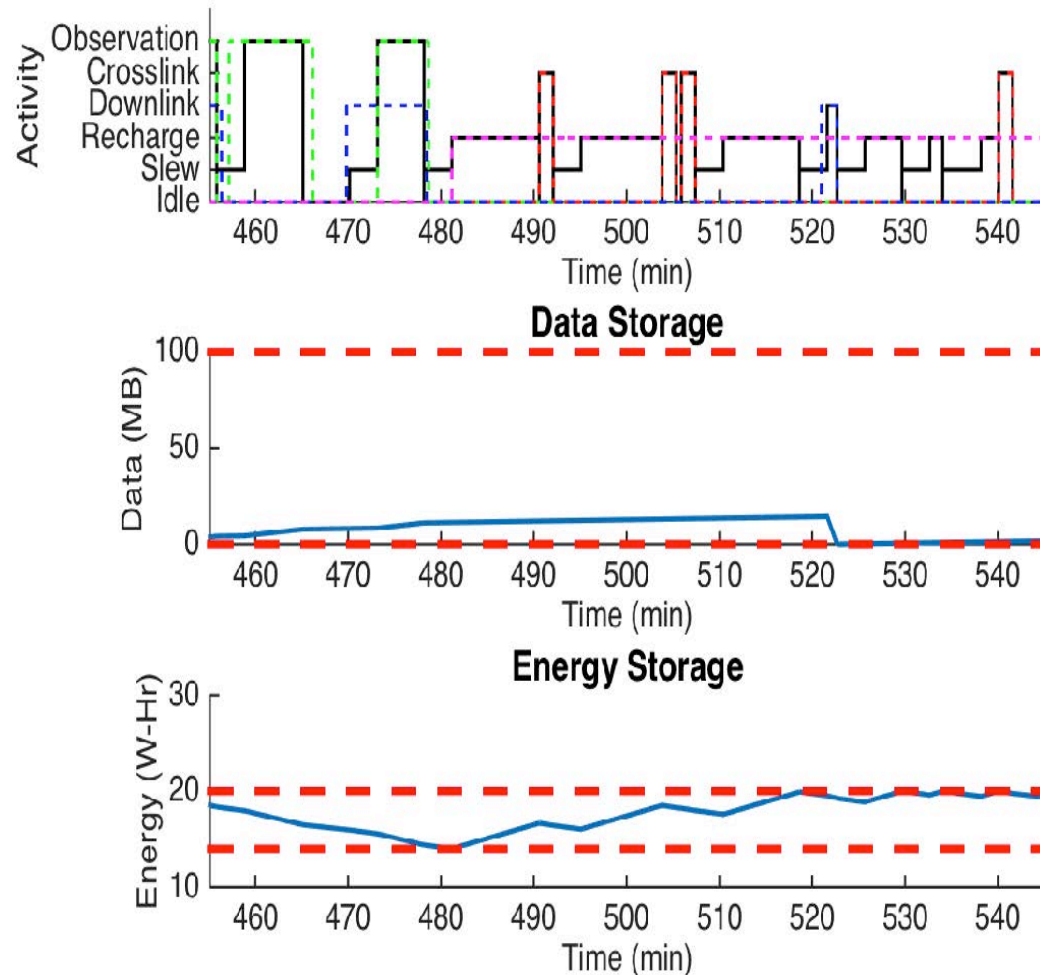 Activity
Observation
Crosslink
Downlink
Recharge
Slew
Idle
460 470 480 490 500 510 520 530 540
Time (min)
Data Storage
Data (MB)
100
50
0
460 470 480 490 500 510 520 530 540
Time (min)
Energy Storage
Energy (W-Hr)
30
20
10
460 470 480 490 500 510 520 530 540
Time (min)